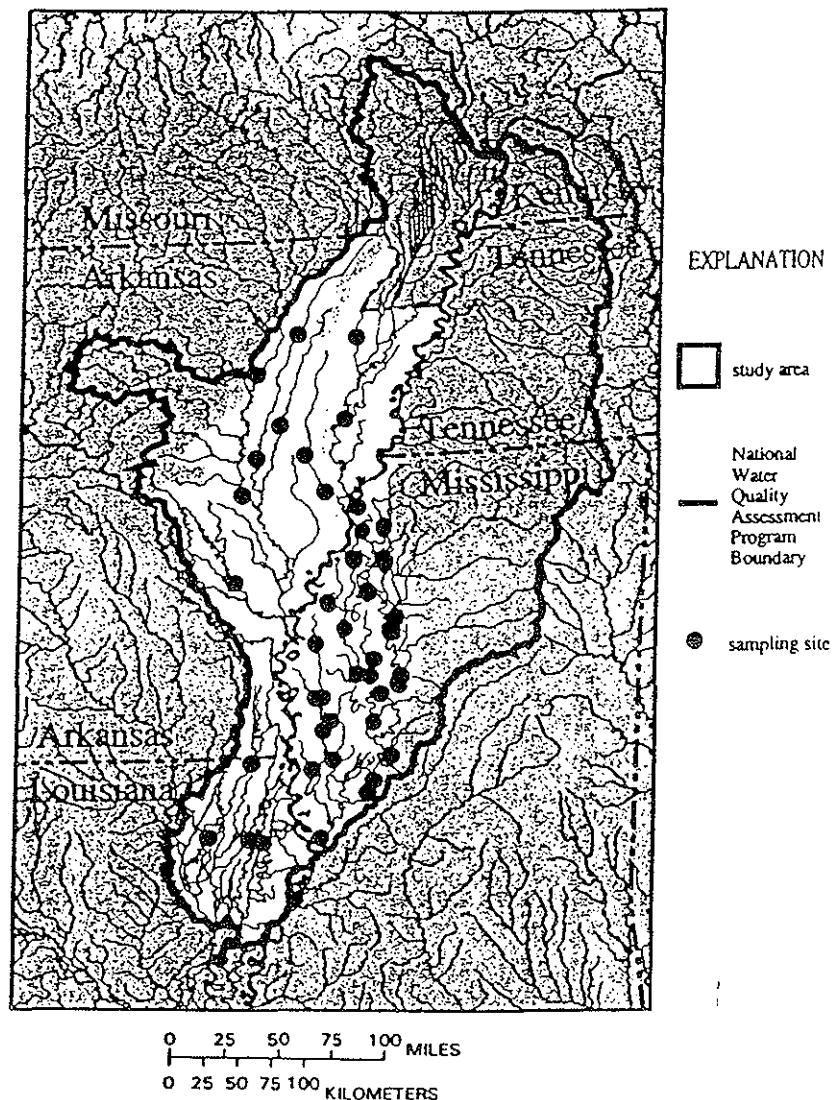 Missouri
Arkansas
Kentucky
Tennessee
EXPLANATION
study area
Tennessee
Mississippi
National
Water
Quality
Assessment
Program
Boundary
sampling site
Arkansas
Louisiana
0 25 50 75 100 MILES
0 25 50 75 100 KILOMETERS